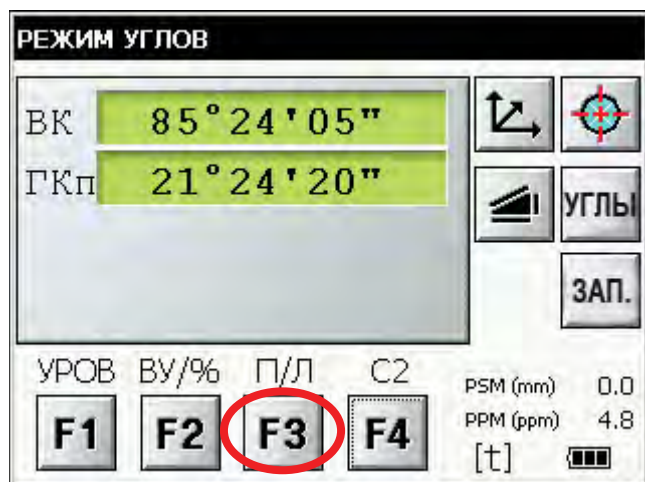 РЕЖИМ УГЛОВ
ВК 85°24'05"
ГКп 21°24'20"
УГЛЫ
ЗАП.
УРОВ ВУ/% П/Л С2
F1 F2 F3 F4
PSM (mm) 0.0
PPM (ppm) 4.8
[t]